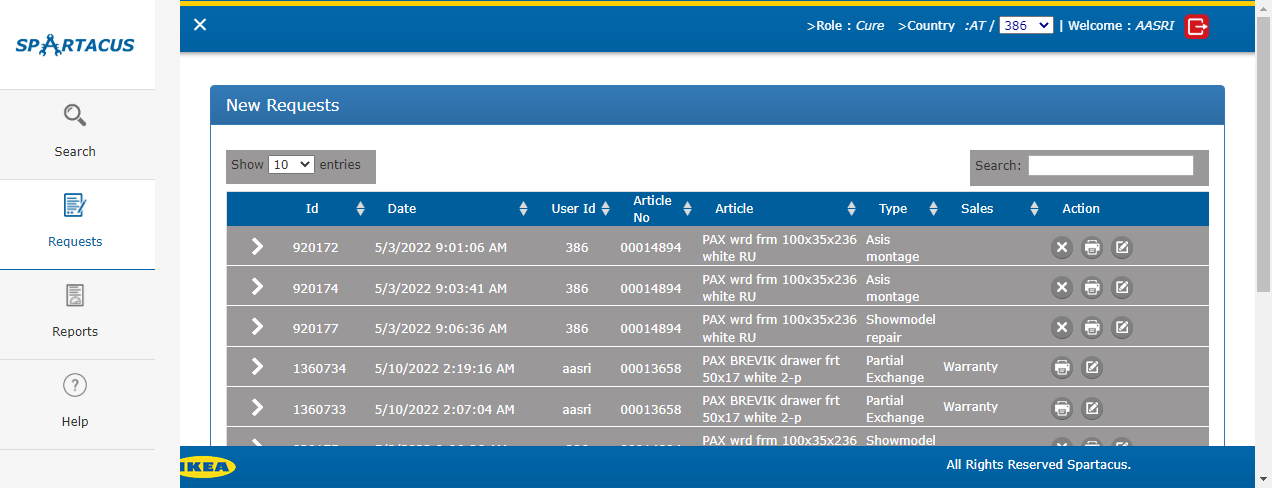 SPARTACUS
>Role : Cure >Country :AT / 386 | Welcome : AASRI
Search
Requests
Reports
Help
New Requests
Show 10 entries
Search:
Id Date User Id Article No Article Type Sales Action
920172 5/3/2022 9:01:06 AM 386 00014894 PAX wrd frm 100x35x236 white RU Asis montage
920174 5/3/2022 9:03:41 AM 386 00014894 PAX wrd frm 100x35x236 white RU Asis montage
920177 5/3/2022 9:06:36 AM 386 00014894 PAX wrd frm 100x35x236 white RU Showmodel repair
1360734 5/10/2022 2:19:16 AM aasri 00013658 PAX BREVIK drawer frt 50x17 white 2-p Partial Exchange Warranty
1360733 5/10/2022 2:07:04 AM aasri 00013658 PAX BREVIK drawer frt 50x17 white 2-p Partial Exchange Warranty
PAX wrd frm 100x35x236 Showmodel
IKEA
All Rights Reserved Spartacus.